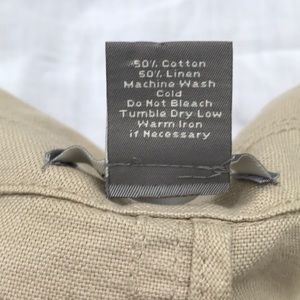 50% Cotton
50% Linen
Machine Wash
Cold
Do Not Bleach
Tumble Dry Low
Warm Iron
if Necessary